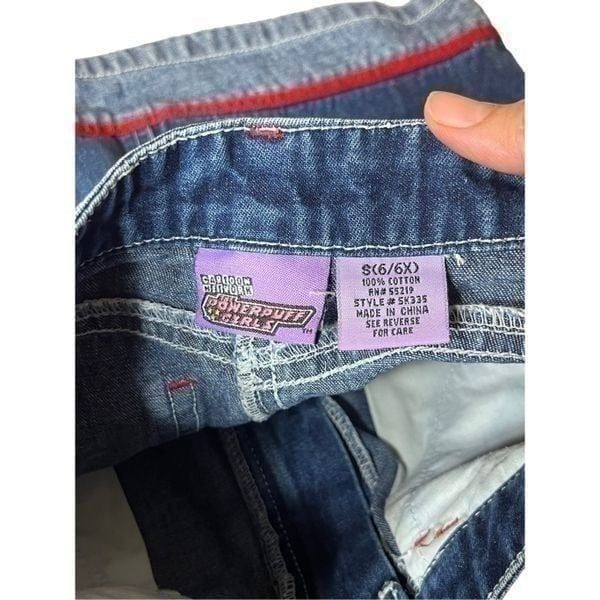 CARTOON
NETWORK
THE
POWERPUFF
GIRLS
TM
S(6/6X)
100% COTTON
RN# 55219
STYLE# SK335
MADE IN CHINA
SEE REVERSE
FOR CARE